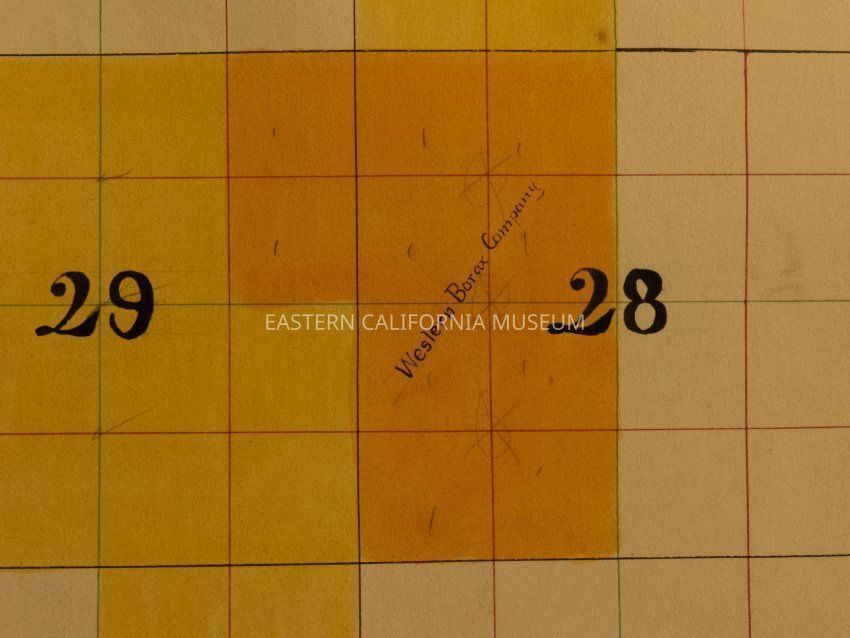 Western Borax Company
29
28
EASTERN CALIFORNIA MUSEUM